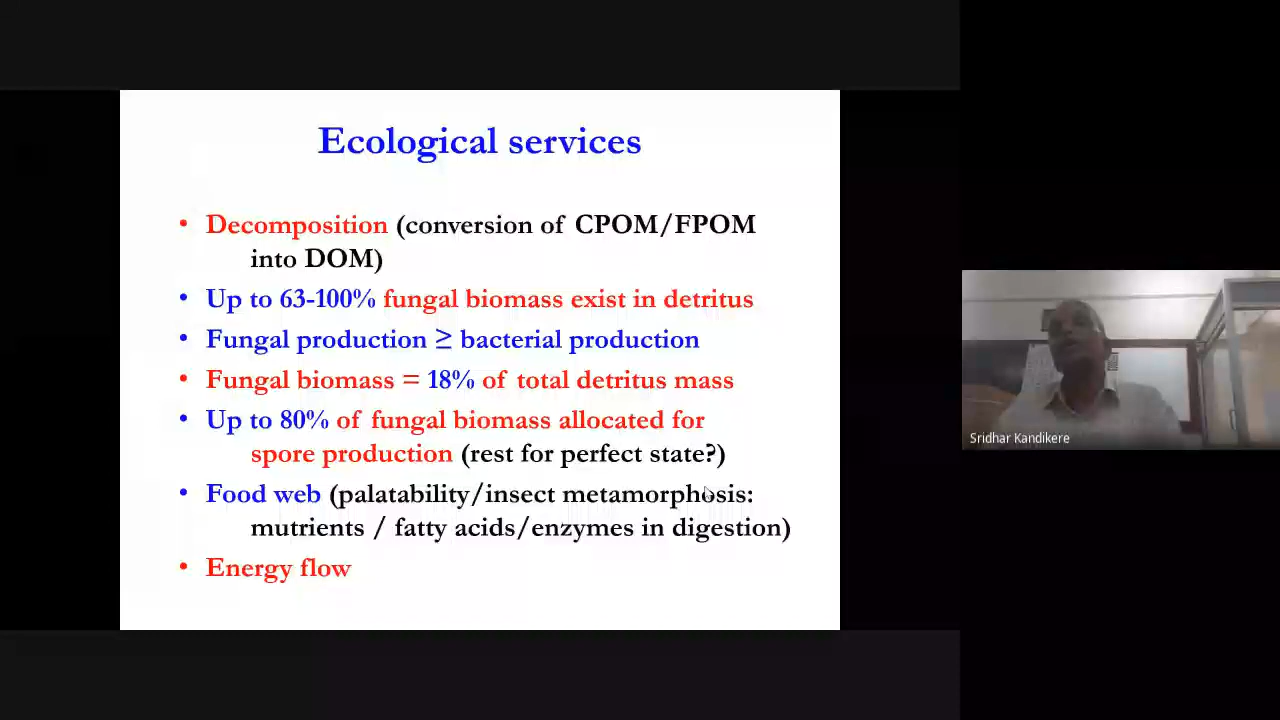 Ecological services
• Decomposition (conversion of CPOM/FPOM
into DOM)
• Up to 63-100% fungal biomass exist in detritus
• Fungal production ≥ bacterial production
• Fungal biomass = 18% of total detritus mass
• Up to 80% of fungal biomass allocated for
spore production (rest for perfect state?)
• Food web (palatability/insect metamorphosis:
mutrients / fatty acids/enzymes in digestion)
• Energy flow
Sridhar Kandikere